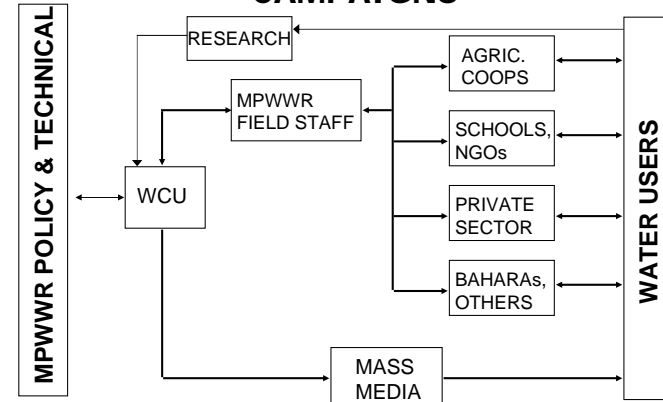 RESEARCH
AGRIC.
COOPS
MPWWR
FIELD STAFF
SCHOOLS,
NGOs
WCU
PRIVATE
SECTOR
BAHARAs,
OTHERS
MASS
MEDIA
MPWWR POLICY & TECHNICAL
WATER USERS